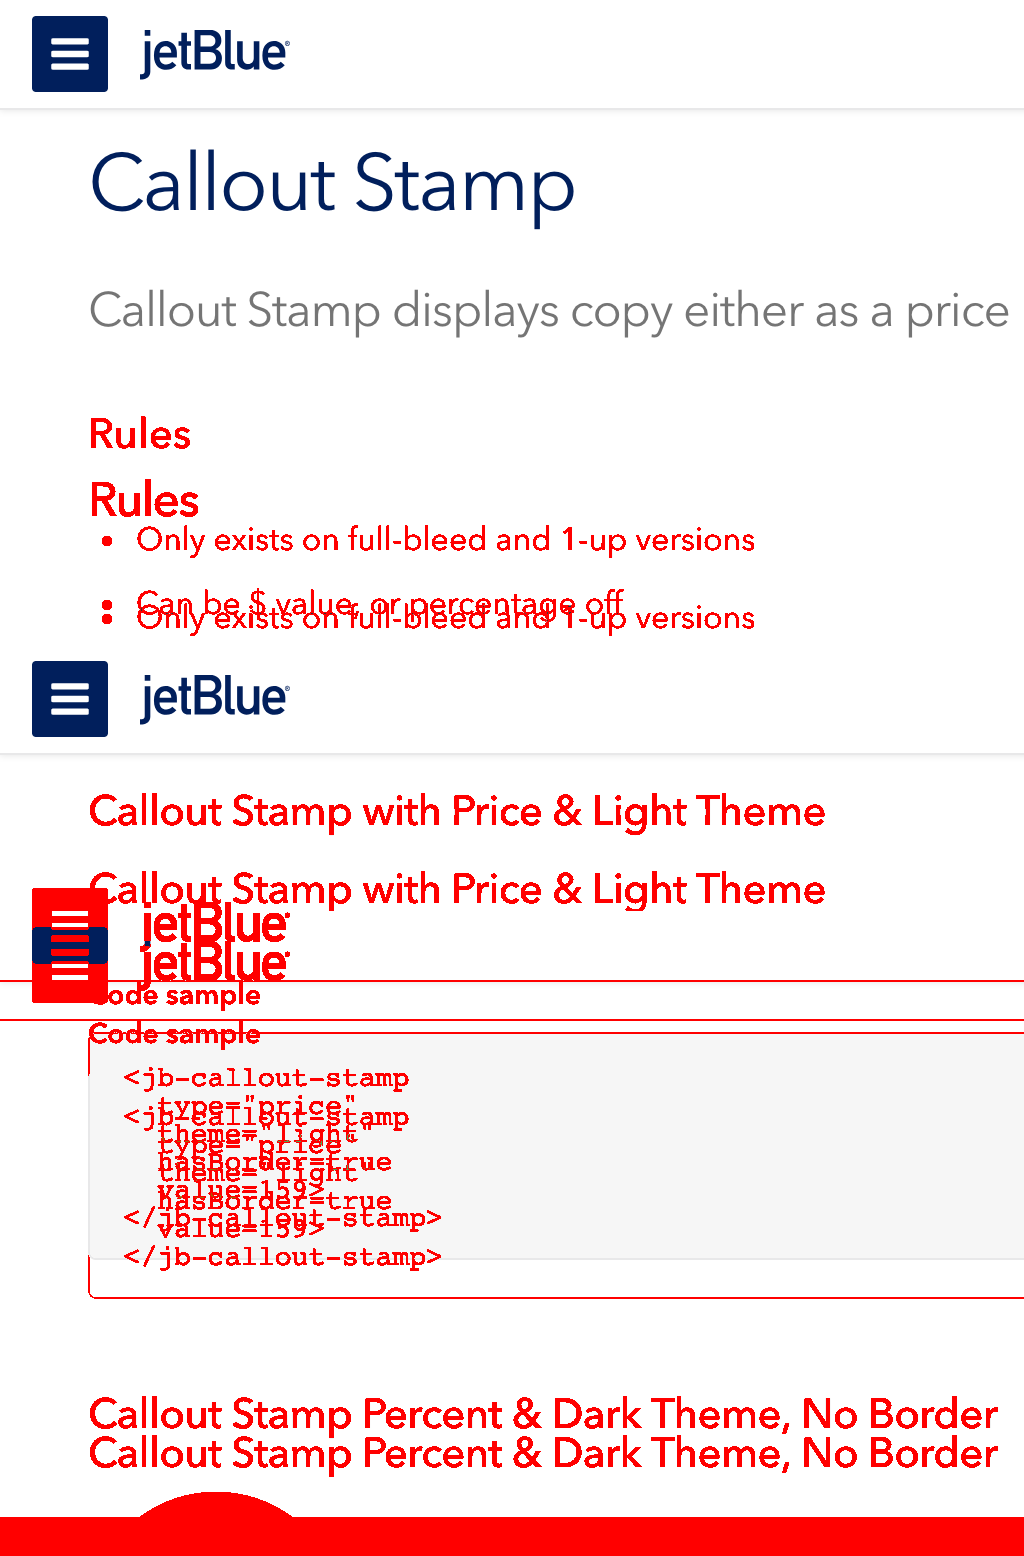 jetBlue
Callout Stamp
Callout Stamp displays copy either as a price
Rules
Rules
• Only exists on full-bleed and 1-up versions
• Can be $ value, or percentage off
• Only exists on full-bleed and 1-up versions
jetBlue
Callout Stamp with Price & Light Theme
Callout Stamp with Price & Light Theme
jetBlue
jetBlue
Code sample
Code sample
<jb-callout-stamp
type="price"
<jb-callout-stamp
theme="light"
type="price"
hasBorder=true
theme="light"
value=159>
hasBorder=true
</jb-callout-stamp>
value=159>
</jb-callout-stamp>
Callout Stamp Percent & Dark Theme, No Border
Callout Stamp Percent & Dark Theme, No Border